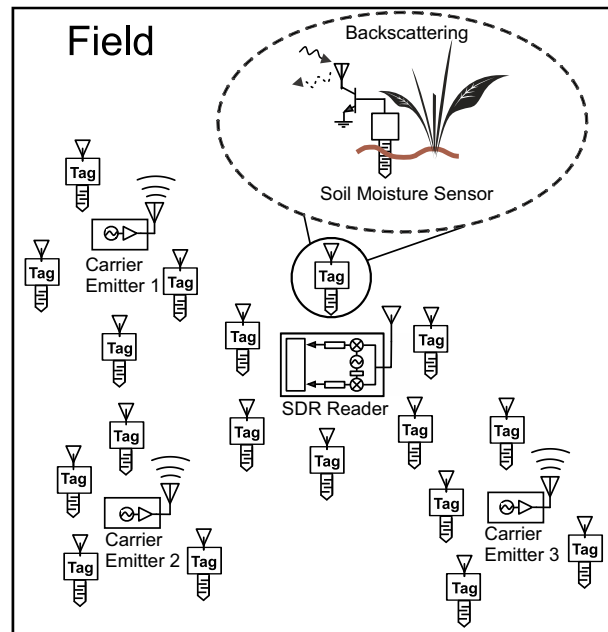 Field
Backscattering
Soil Moisture Sensor
Tag
Carrier
Emitter 1
Tag
Tag
Tag
Tag
Tag
Tag
SDR Reader
Tag
Tag
Tag
Tag
Tag
Tag
Tag
Carrier
Emitter 2
Carrier
Emitter 3
Tag
Tag
Tag
Tag